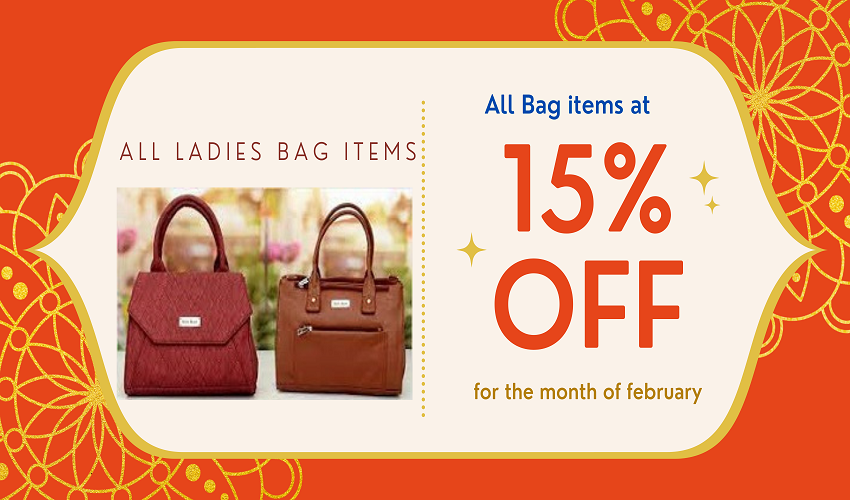 ALL LADIES BAG ITEMS
All Bag items at
15%
OFF
for the month of february